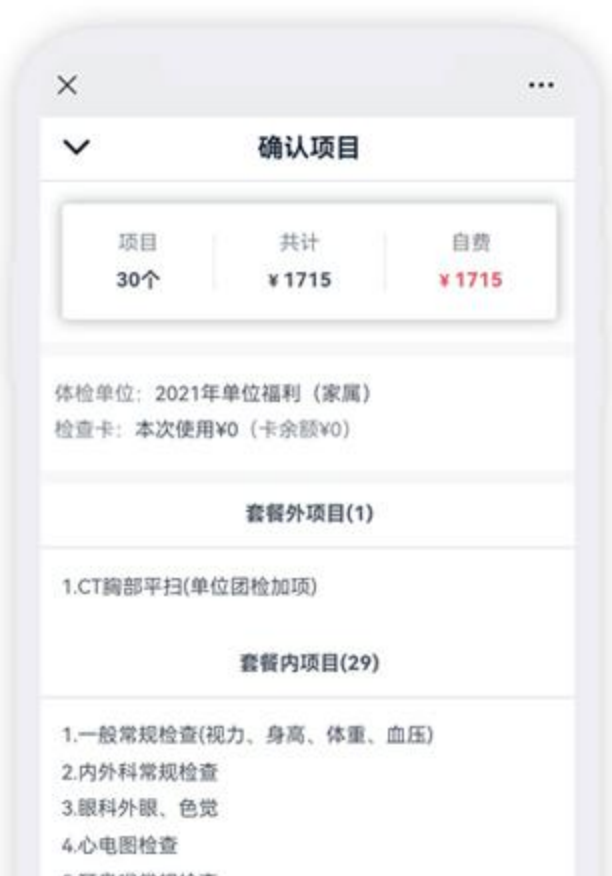 确认项目
项目
共计
自费
30个
¥ 1715
¥ 1715
体检单位：2021年单位福利（家属）
检查卡：本次使用¥0（卡余额¥0）
套餐外项目(1)
1.CT胸部平扫(单位团检加项)
套餐内项目(29)
1.一般常规检查(视力、身高、体重、血压)
2.内外科常规检查
3.眼科外眼、色觉
4.心电图检查